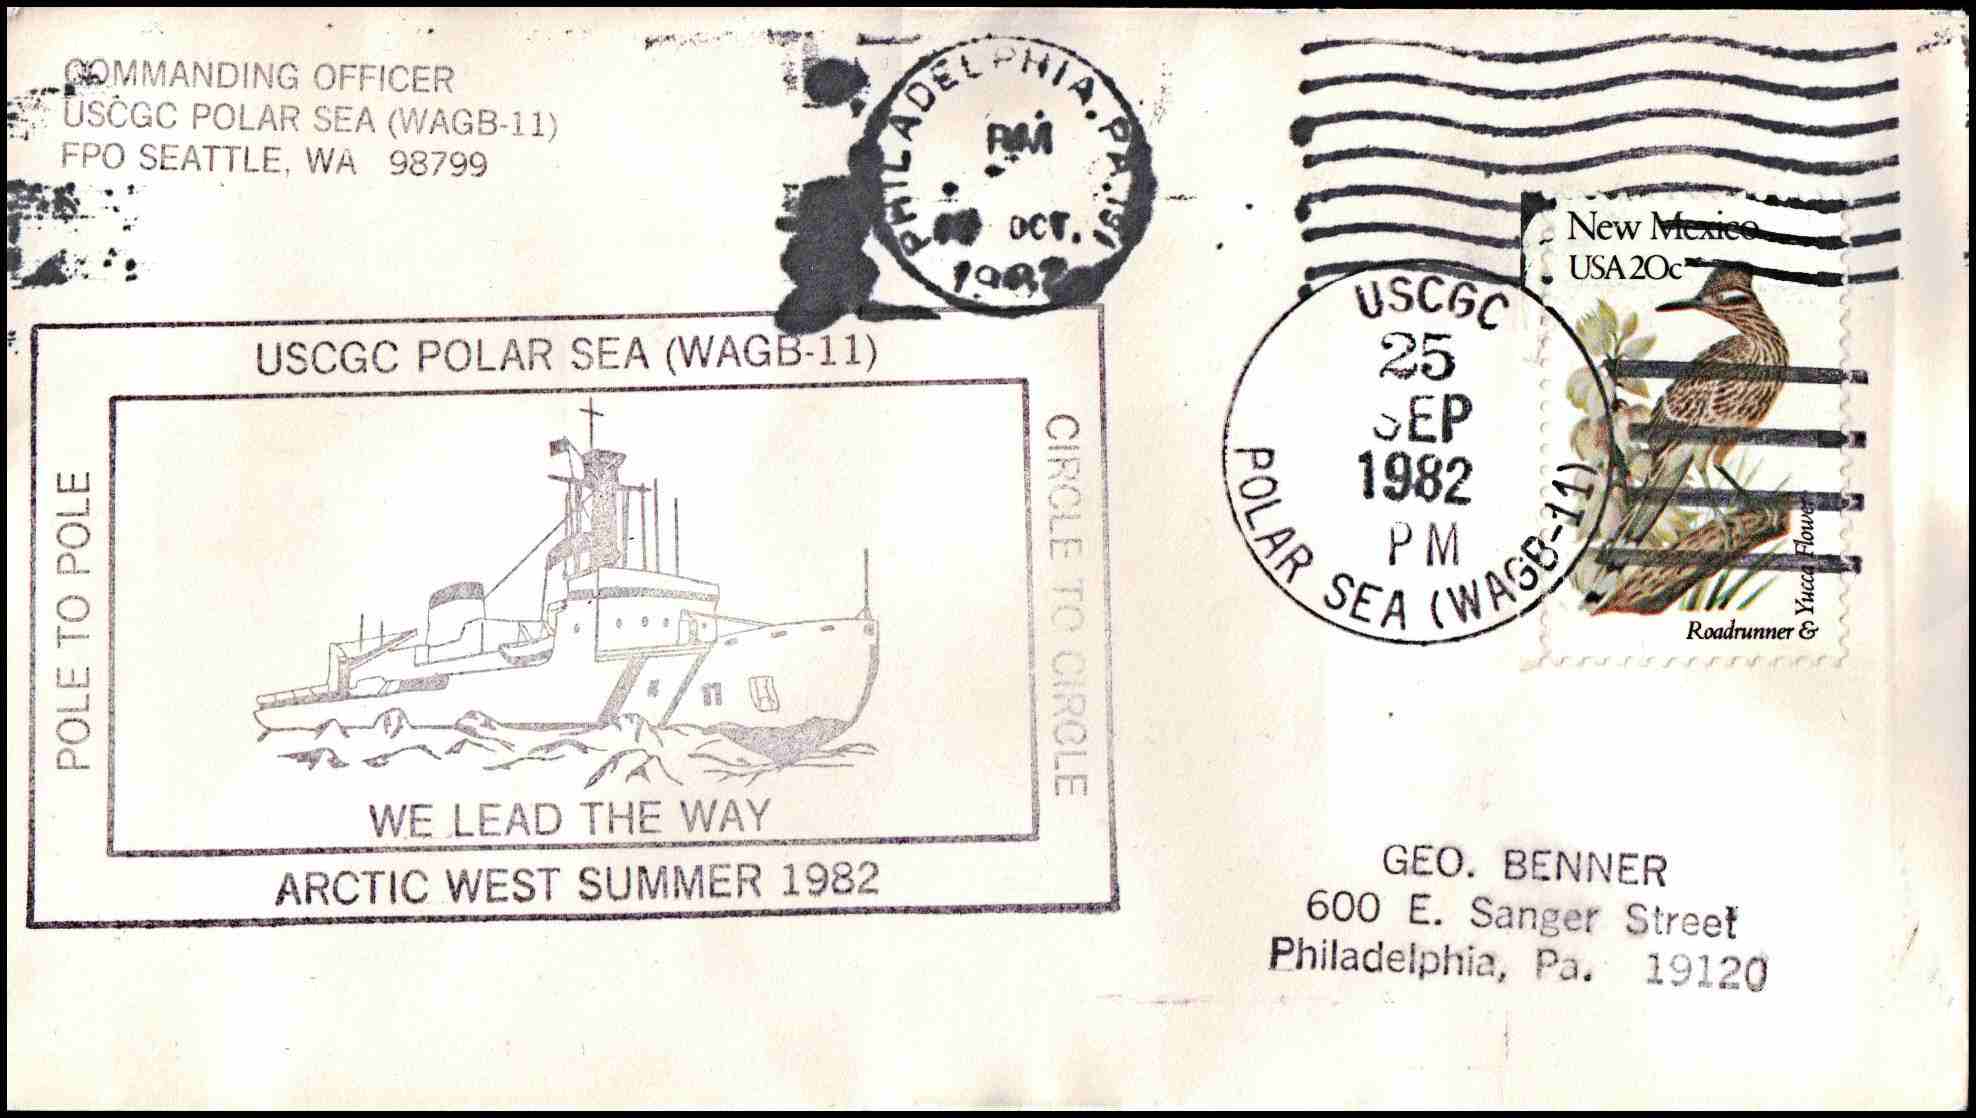 COMMANDING OFFICER
USCGC POLAR SEA (WAGB-11)
FPO SEATTLE, WA 98799
PHILADELPHIA. PA. 191
PM
OCT.
1982
New Mexico
USA 20c
Roadrunner &
Yucca Flower
USCGC
25
SEP
1982
PM
POLAR SEA (WAGB-11)
USCGC POLAR SEA (WAGB-11)
POLE TO POLE
CIRCLE TO CIRCLE
WE LEAD THE WAY
ARCTIC WEST SUMMER 1982
GEO. BENNER
600 E. Sanger Street
Philadelphia, Pa. 19120